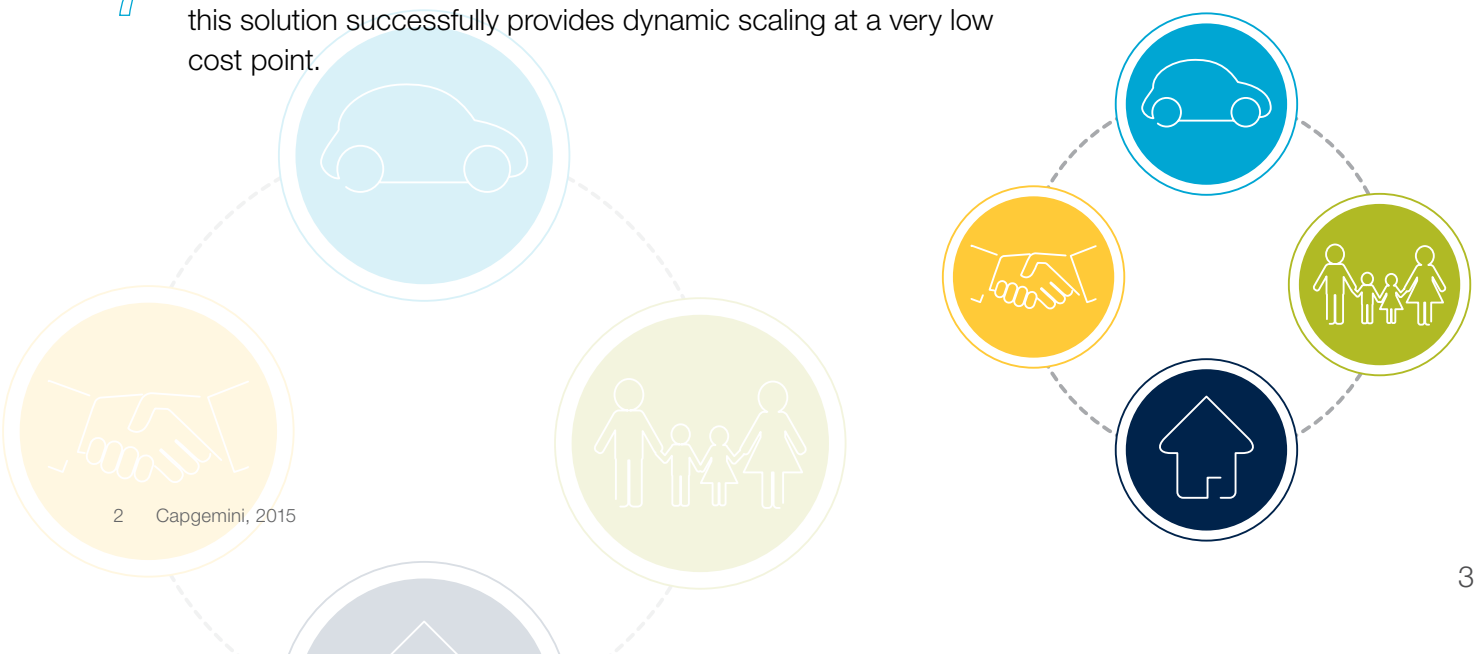 this solution successfully provides dynamic scaling at a very low
cost point.
2 Capgemini, 2015
3